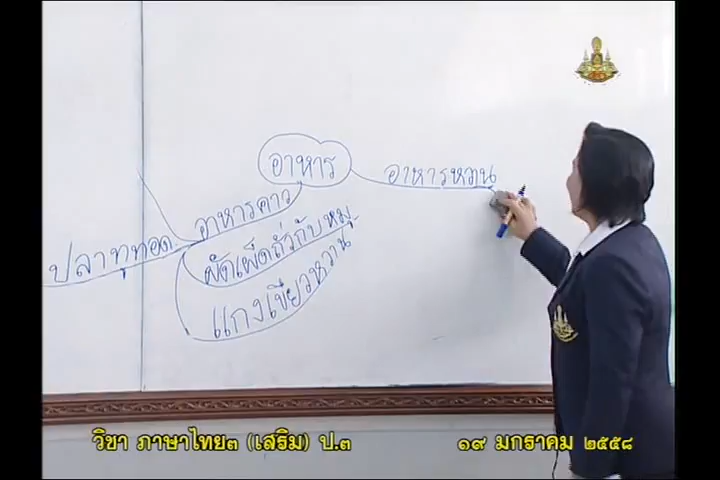 อาหาร
อาหารหวาน
อาหารคาว
ปลาทูทอด
ผัดเผ็ดถั่วกับหมู
แกงเขียวหวาน
วิชา ภาษาไทย๓ (เสริม) ป.๓
๑๙ มกราคม ๒๕๕๘